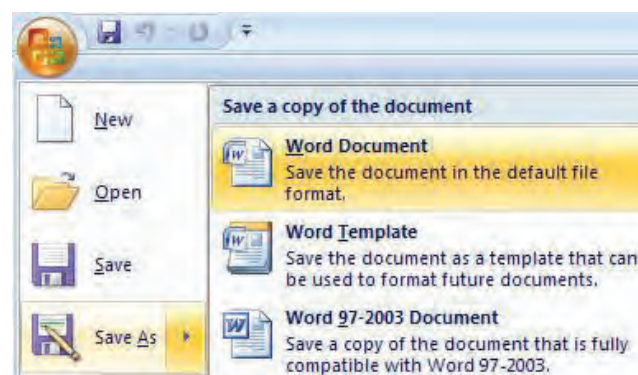 New
Open
Save
Save As
Save a copy of the document
Word Document
Save the document in the default file
format.
Word Template
Save the document as a template that can
be used to format future documents.
Word 97-2003 Document
Save a copy of the document that is fully
compatible with Word 97-2003.